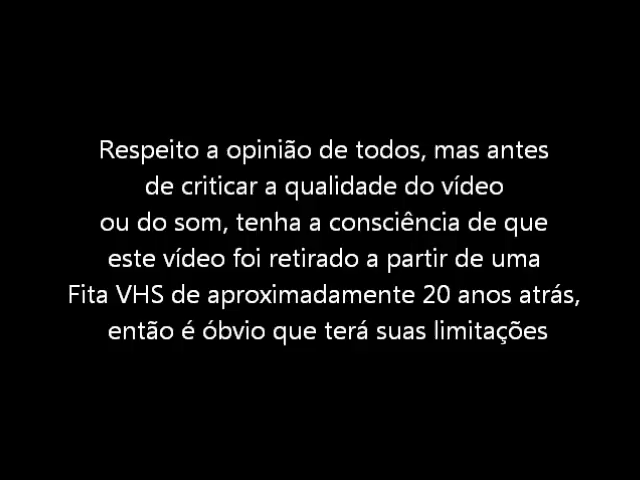 Respeito a opinião de todos, mas antes
de criticar a qualidade do vídeo
ou do som, tenha a consciência de que
este vídeo foi retirado a partir de uma
Fita VHS de aproximadamente 20 anos atrás,
então é óbvio que terá suas limitações